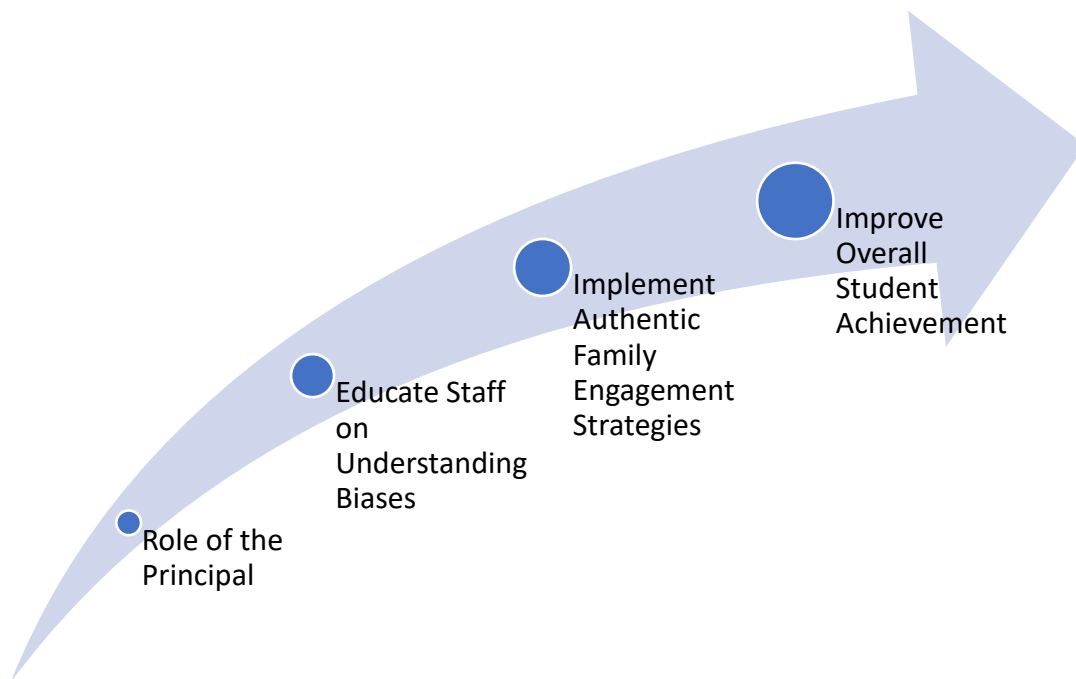 Role of the
Principal
Educate Staff
on
Understanding
Biases
Implement
Authentic
Family
Engagement
Strategies
Improve
Overall
Student
Achievement